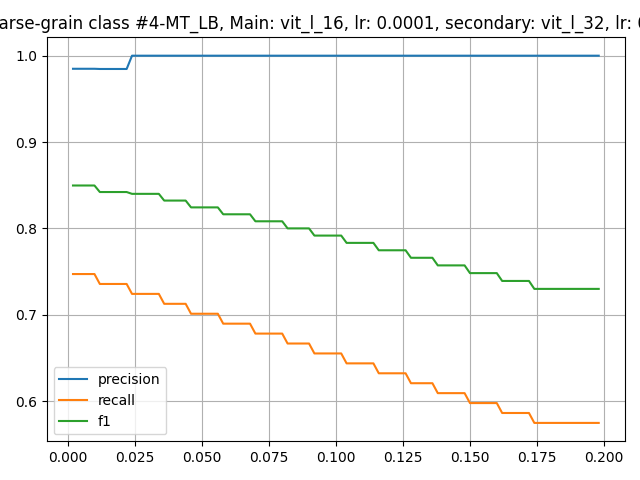 arse-grain class #4-MT_LB, Main: vit_l_16, lr: 0.0001, secondary: vit_l_32, lr: 0
1.0
0.9
0.8
0.7
0.6
precision
recall
f1
0.000 0.025 0.050 0.075 0.100 0.125 0.150 0.175 0.200